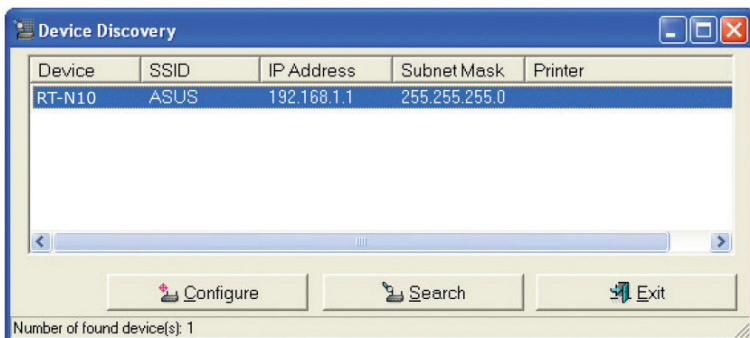 Device Discovery
Device SSID IP Address Subnet Mask Printer
RT-N10 ASUS 192.168.1.1 255.255.255.0
Configure Search Exit
Number of found device(s): 1